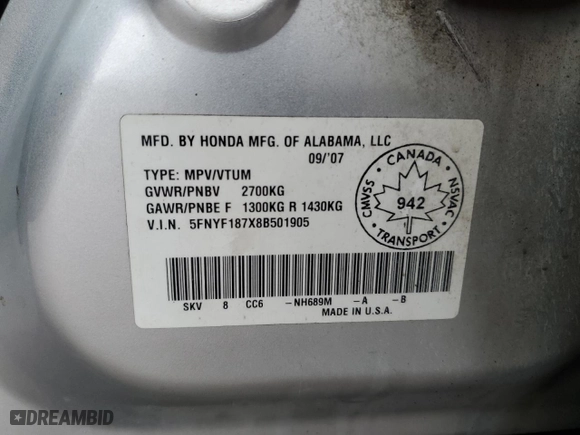 MFD. BY HONDA MFG. OF ALABAMA, LLC
09/'07
TYPE: MPV/VTUM
GVWR/PNBV 2700KG
GAWR/PNBE F 1300KG R 1430KG
V.I.N. 5FNYF187X8B501905
CMVSS · CANADA · NSVAC
942
TRANSPORT
SKV 8 CC6 -NH689M -A -B
MADE IN U.S.A.
DREAMBID